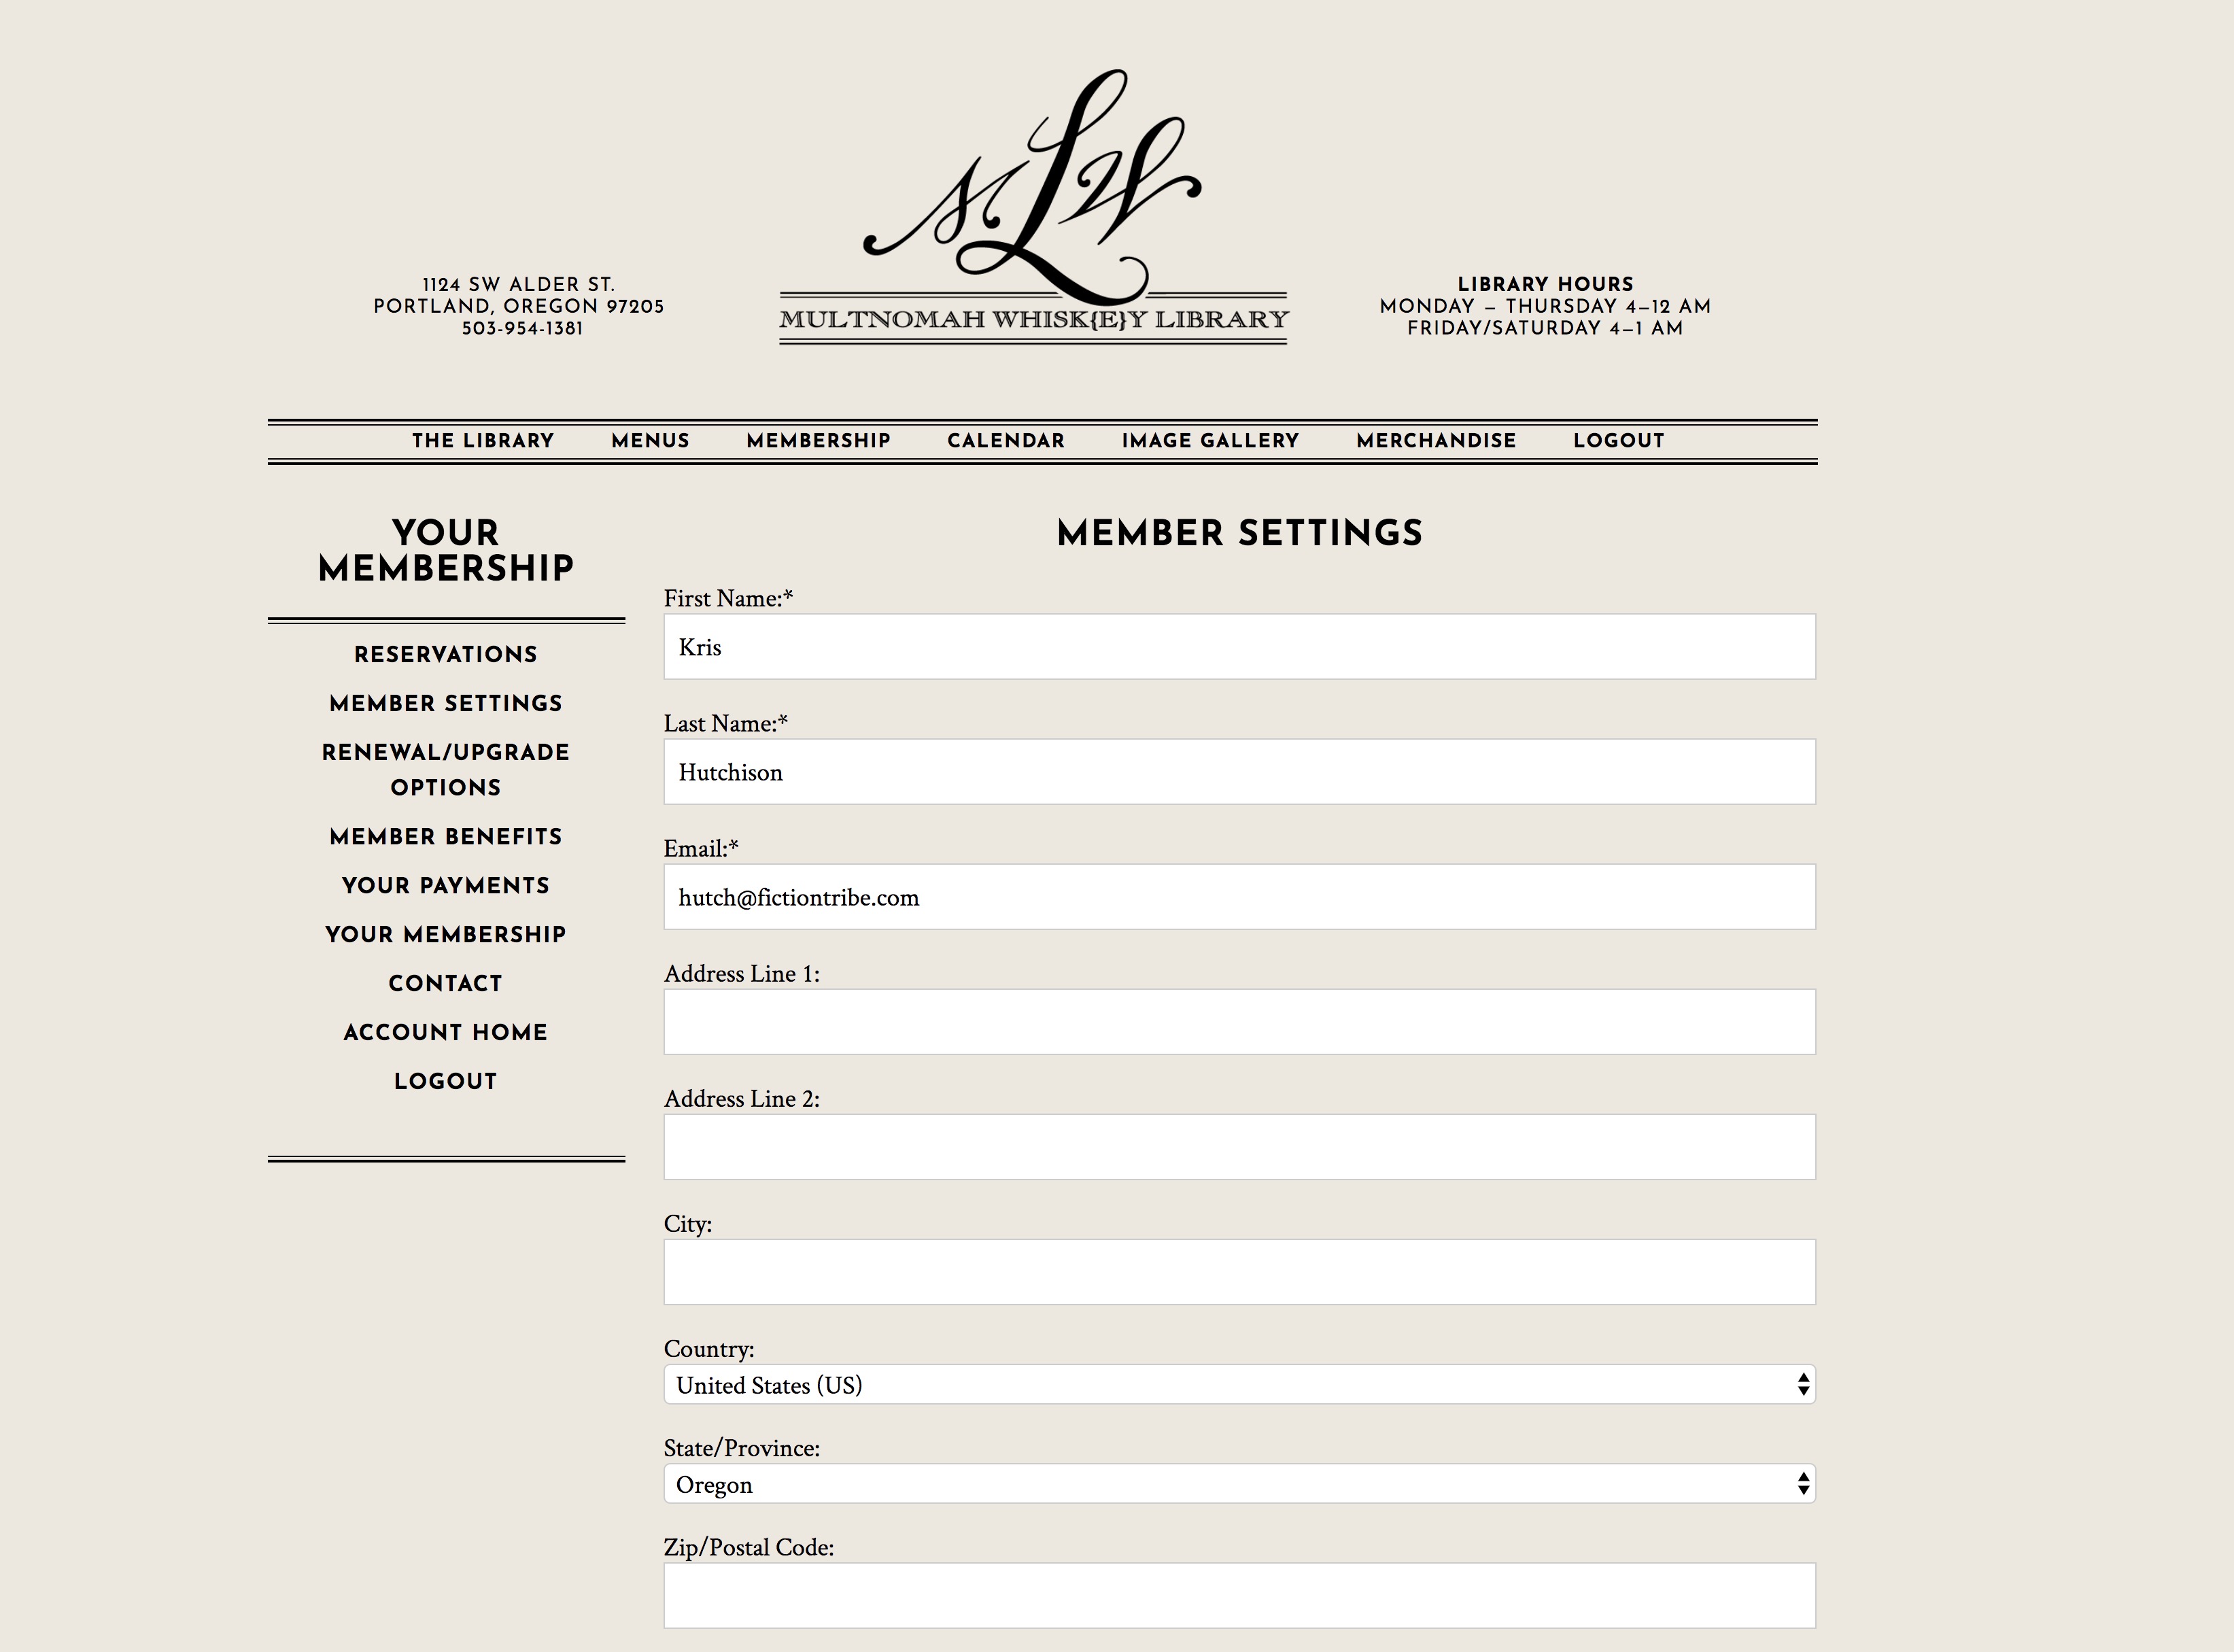 MLW
1124 SW ALDER ST.
PORTLAND, OREGON 97205
503-954-1381
MULTNOMAH WHISK{E}Y LIBRARY
LIBRARY HOURS
MONDAY – THURSDAY 4–12 AM
FRIDAY/SATURDAY 4–1 AM
THE LIBRARY MENUS MEMBERSHIP CALENDAR IMAGE GALLERY MERCHANDISE LOGOUT
YOUR
MEMBERSHIP
RESERVATIONS
MEMBER SETTINGS
RENEWAL/UPGRADE
OPTIONS
MEMBER BENEFITS
YOUR PAYMENTS
YOUR MEMBERSHIP
CONTACT
ACCOUNT HOME
LOGOUT
MEMBER SETTINGS
First Name:*
Kris
Last Name:*
Hutchison
Email:*
hutch@fictiontribe.com
Address Line 1:
Address Line 2:
City:
Country:
United States (US)
State/Province:
Oregon
Zip/Postal Code: